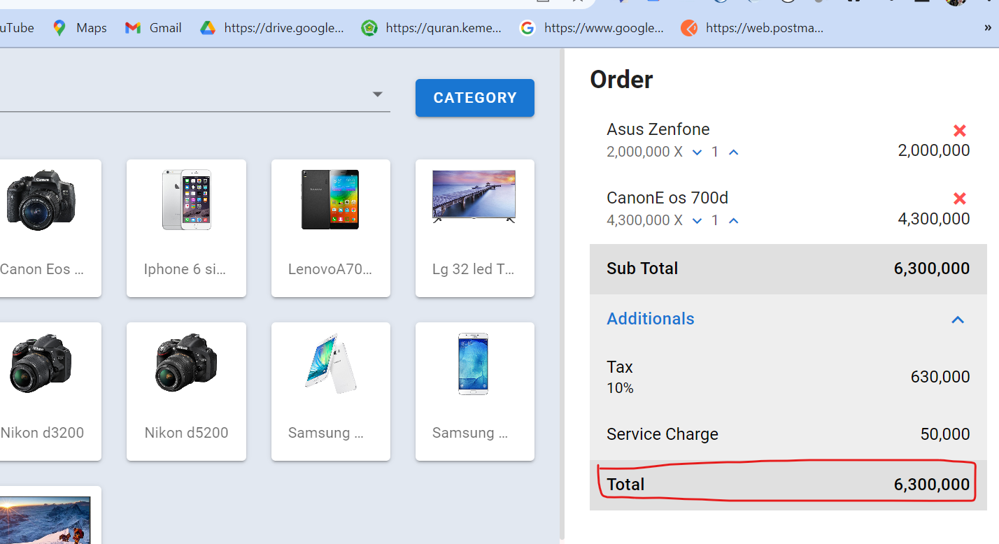 uTube Maps Gmail https://drive.google... https://quran.keme... https://www.google... https://web.postma... »
CATEGORY
Canon Eos ... Iphone 6 si... LenovoA70... Lg 32 led T...
Nikon d3200 Nikon d5200 Samsung ... Samsung ...
Order
Asus Zenfone
2,000,000 X 1 2,000,000
CanonE os 700d
4,300,000 X 1 4,300,000
Sub Total 6,300,000
Additionals
Tax
10% 630,000
Service Charge 50,000
Total 6,300,000